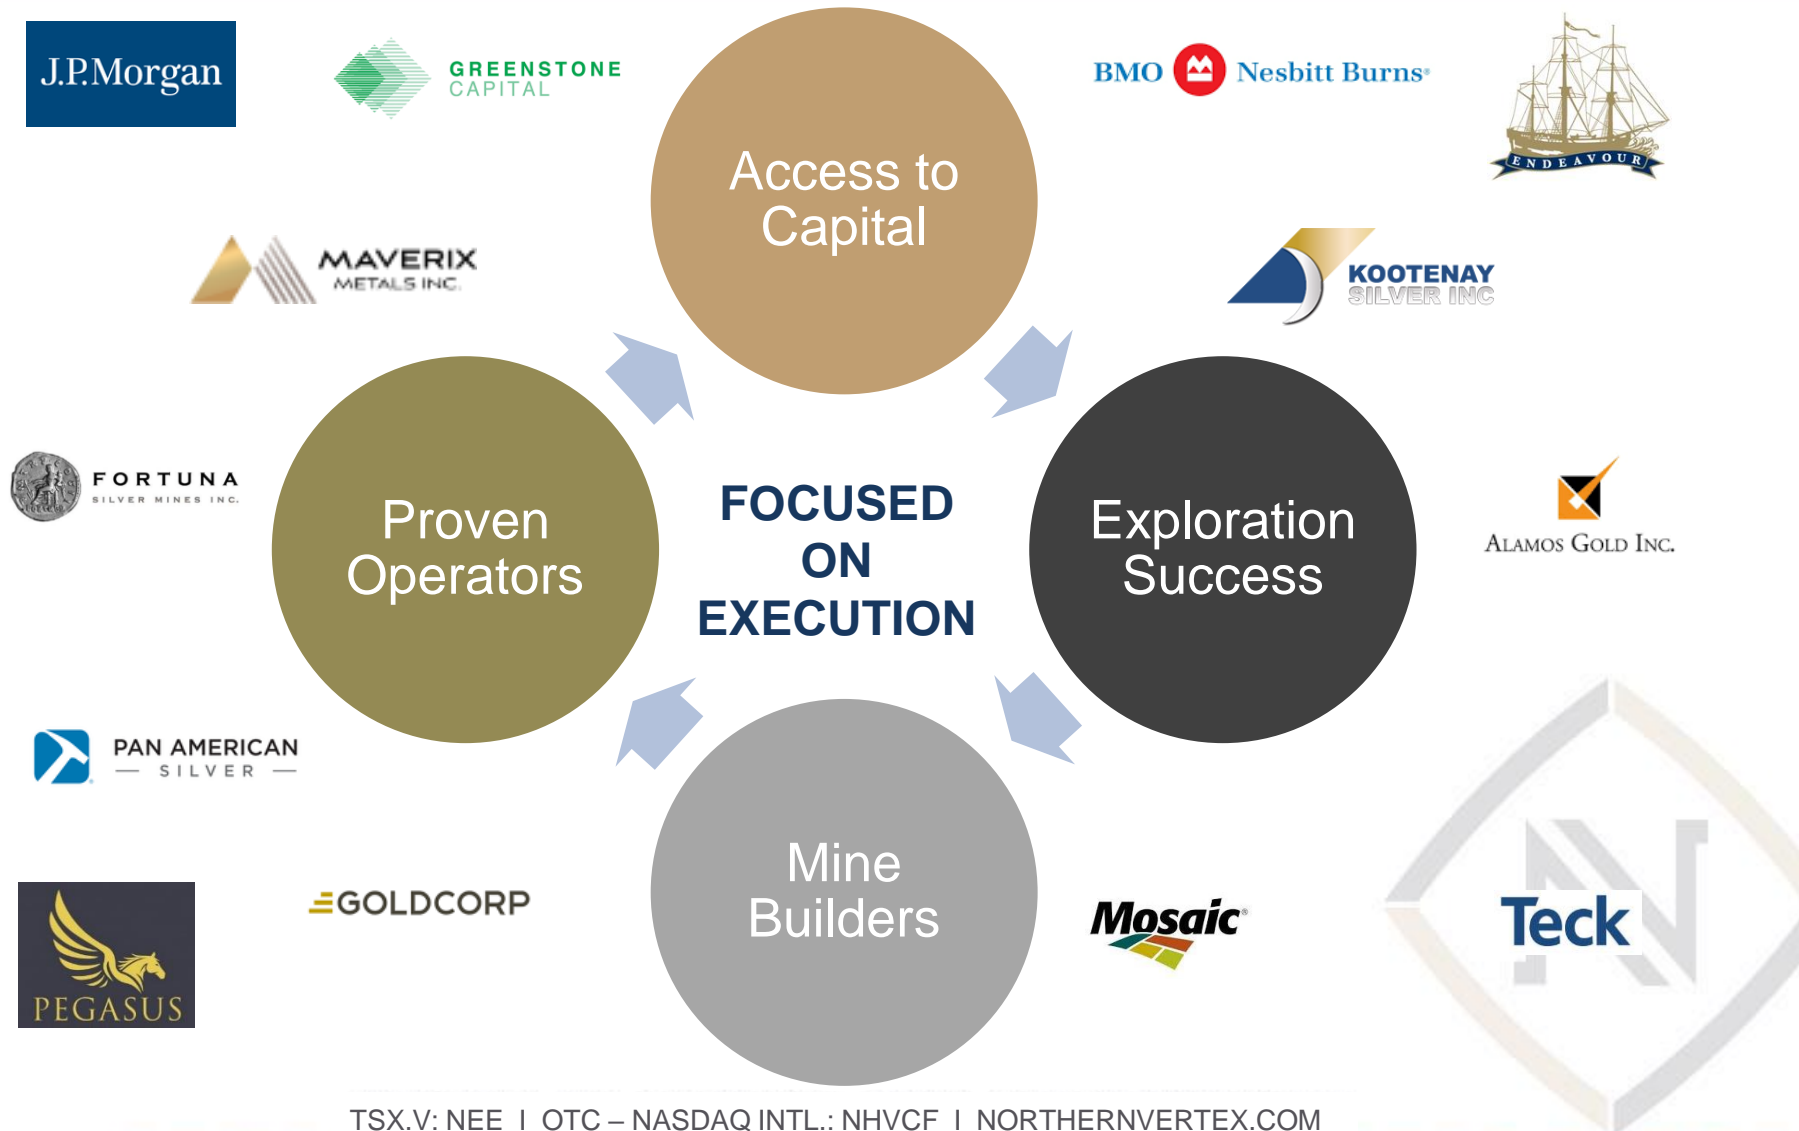 J.P.Morgan
GREENSTONE
CAPITAL
BMO Nesbitt Burns®
ENDEAVOUR
Access to
Capital
MAVERIX
METALS INC.
KOOTENAY
SILVER INC
FORTUNA
SILVER MINES INC.
Proven
Operators
FOCUSED
ON
EXECUTION
Exploration
Success
ALAMOS GOLD INC.
PAN AMERICAN
— SILVER —
Mine
Builders
PEGASUS
GOLDCORP
Mosaic®
Teck
N
TSX.V: NEE I OTC – NASDAQ INTL.: NHVCF I NORTHERNVERTEX.COM